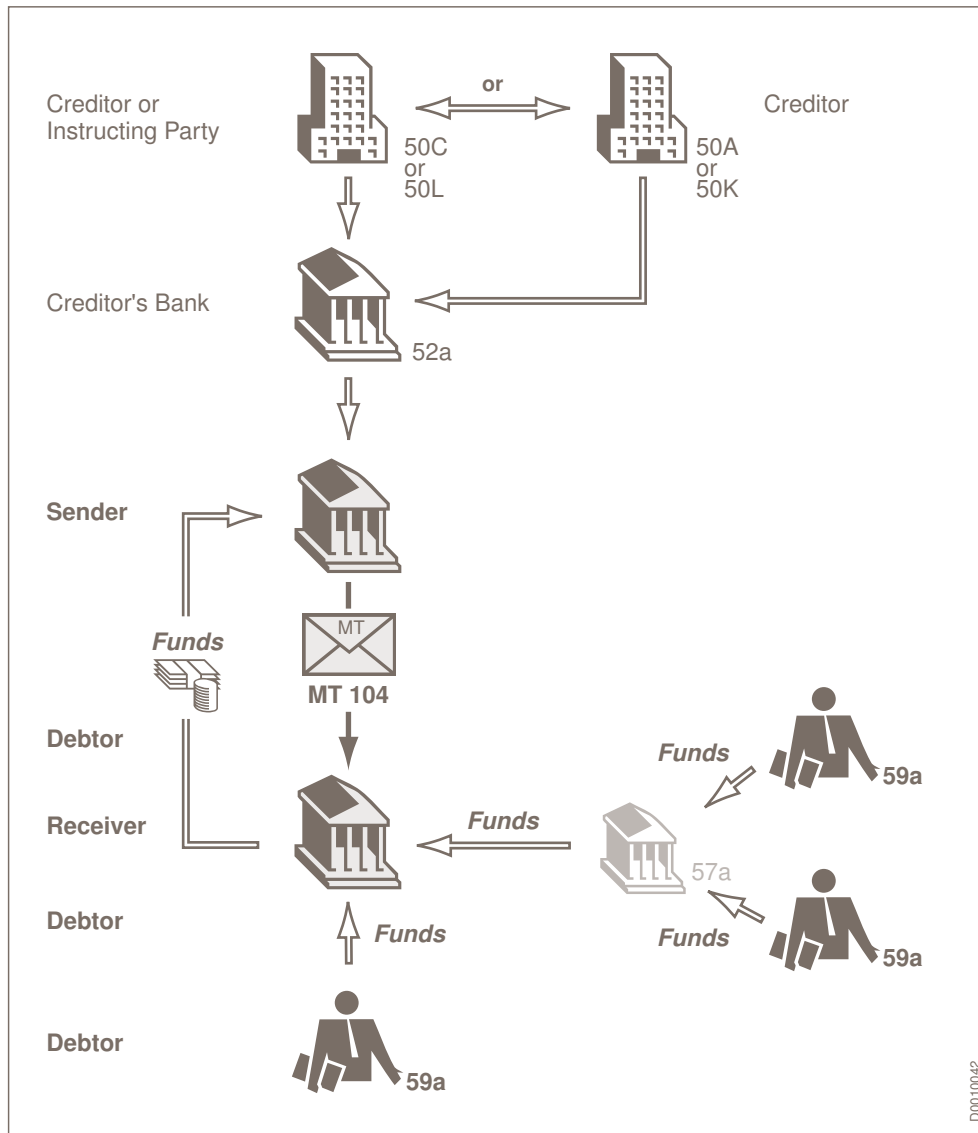 or
Creditor or
Instructing Party
Creditor
50C
or
50L
50A
or
50K
Creditor's Bank
52a
Sender
Funds
MT
MT 104
Debtor
Funds
59a
Receiver
Funds
57a
Debtor
Funds
Funds
59a
Debtor
59a
D0010042